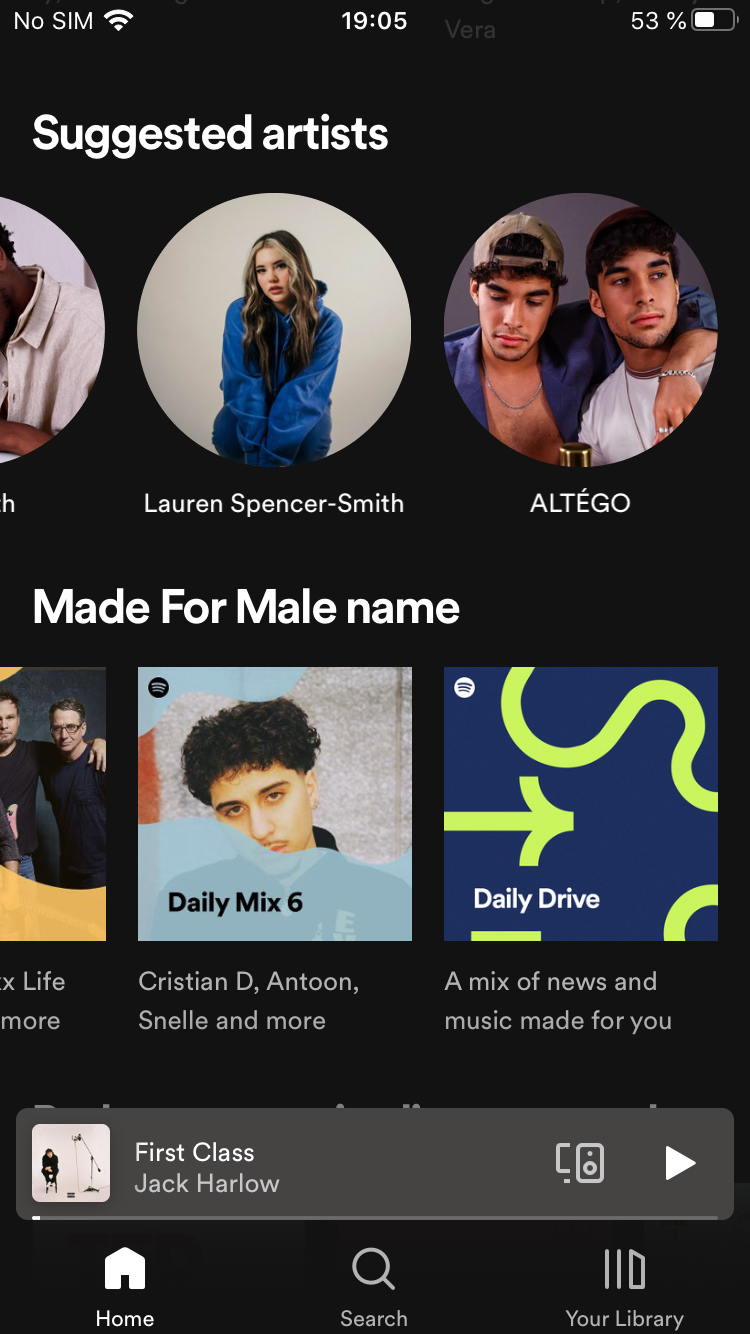 Vera
No SIM 19:05 53 %
Suggested artists
Lauren Spencer-Smith
ALTÉGO
Made For Male name
Daily Mix 6
Daily Drive
x Life
more
Cristian D, Antoon,
Snelle and more
A mix of news and
music made for you
First Class
Jack Harlow
Home
Search
Your Library